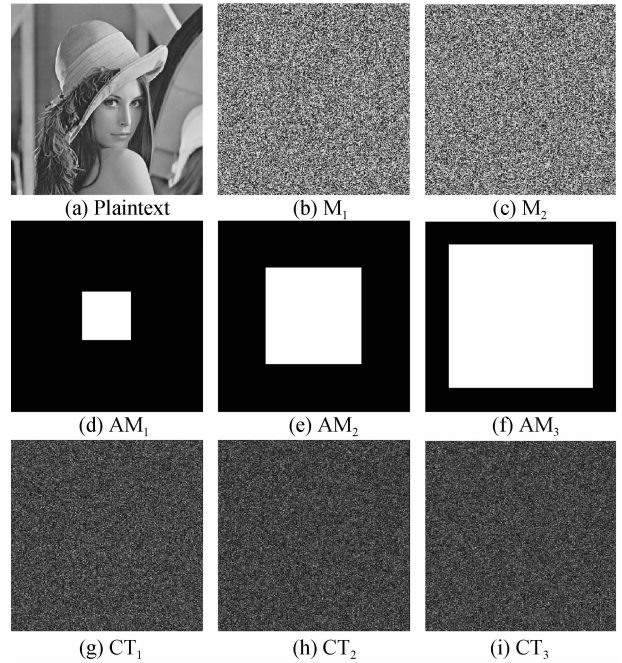 (a) Plaintext
(b) M₁
(c) M₂
(d) AM₁
(e) AM₂
(f) AM₃
(g) CT₁
(h) CT₂
(i) CT₃